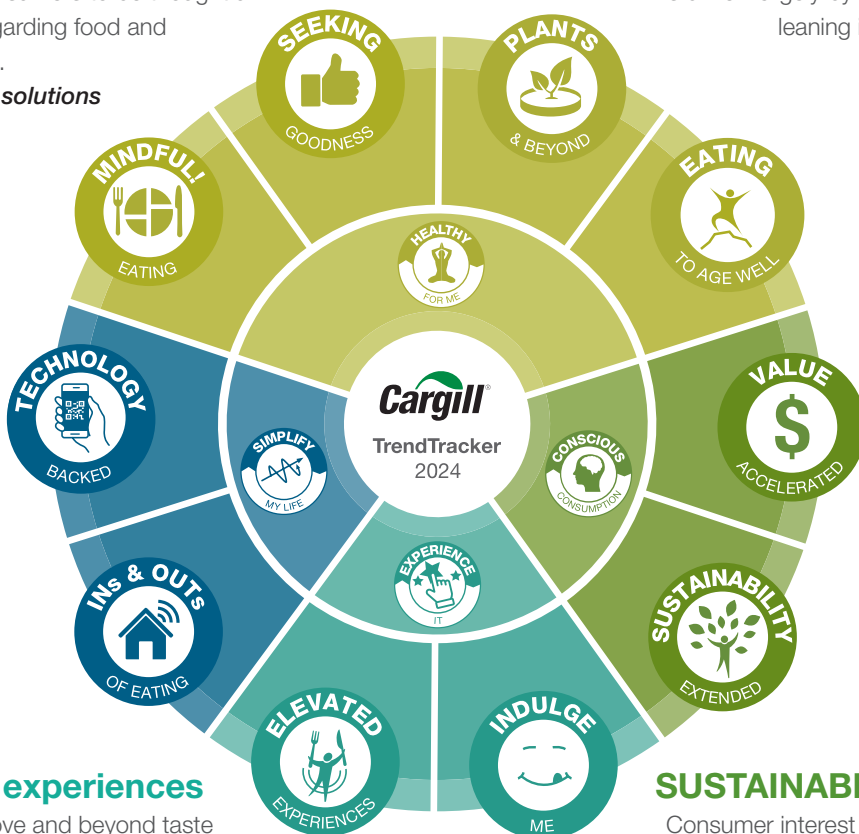 garding food and
leaning i
solutions
SEEKING
GOODNESS
PLANTS
& BEYOND
MINDFUL!
EATING
EATING
TO AGE WELL
HEALTHY
FOR ME
TECHNOLOGY
BACKED
SIMPLIFY
MY LIFE
Cargill®
TrendTracker
2024
CONSCIOUS
CONSUMPTION
VALUE
ACCELERATED
EXPERIENCE
IT
INs & OUTs
OF EATING
SUSTAINABILITY
EXTENDED
ELEVATED
EXPERIENCES
INDULGE
ME
experiences
ove and beyond taste
SUSTAINABI
Consumer interest